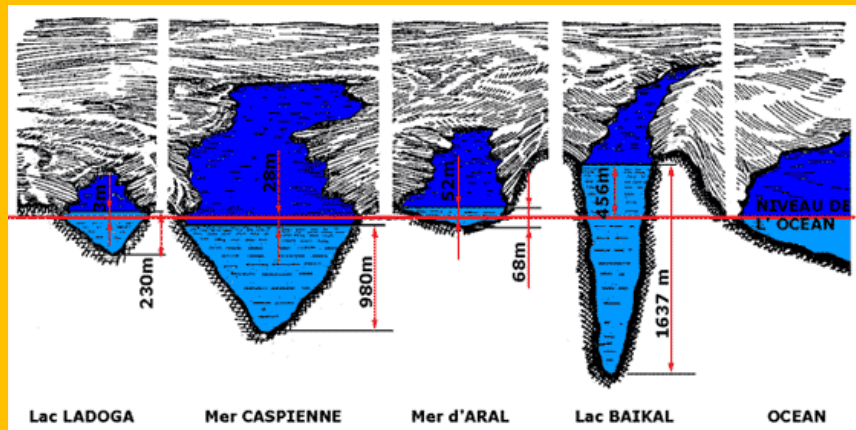 3m
230m
28m
980m
52m
68m
456m
1637 m
NIVEAU DE
L' OCEAN
Lac LADOGA
Mer CASPIENNE
Mer d'ARAL
Lac BAIKAL
OCEAN